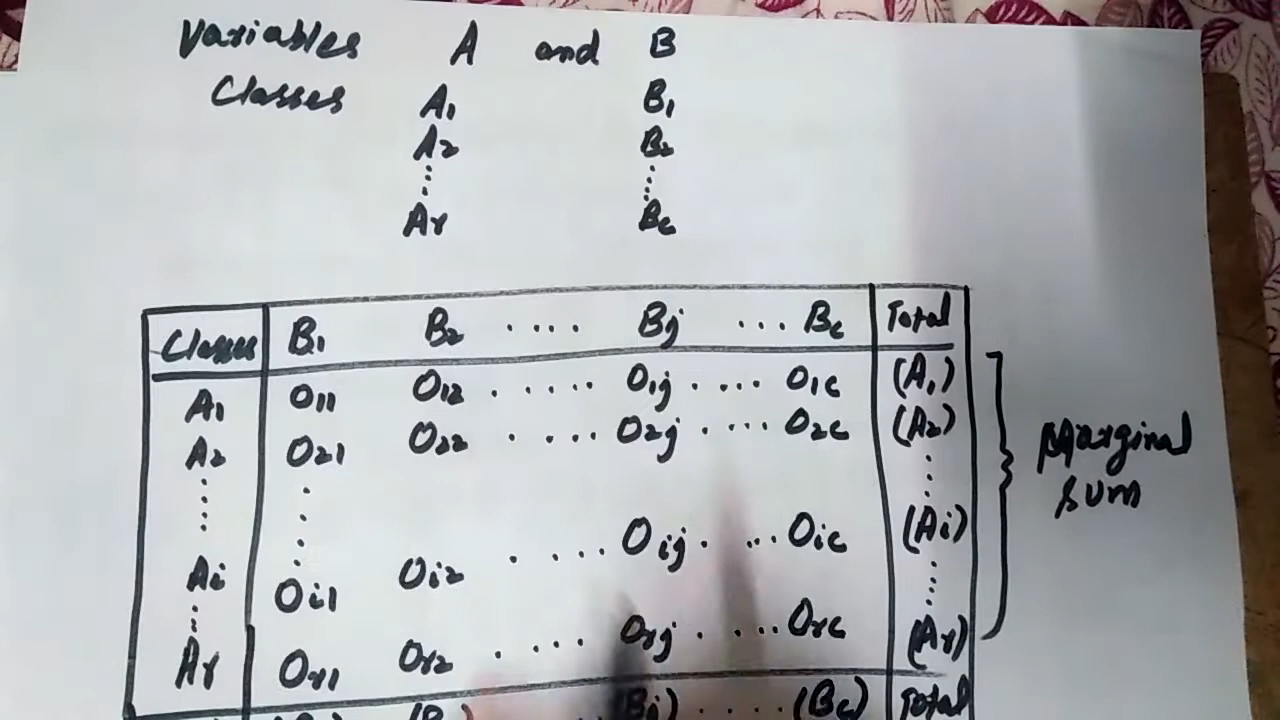 Variables A and B
Classes A1 B1
A2 B2
⋮ ⋮
Ar Bc
Classes B1 B2 .... Bj ... Bc Total
A1 O11 O12 ..... O1j .... O1c (A1)
A2 O21 O22 .... O2j .... O2c (A2)
⋮ ⋮ ⋮
Ai Oi1 Oi2 .... Oij. ... Oic (Ai)
⋮ ⋮
Ar Or1 Or2 .... Orj .... Orc (Ar)
(Bj) .... (Bc) Total
Marginal
sum